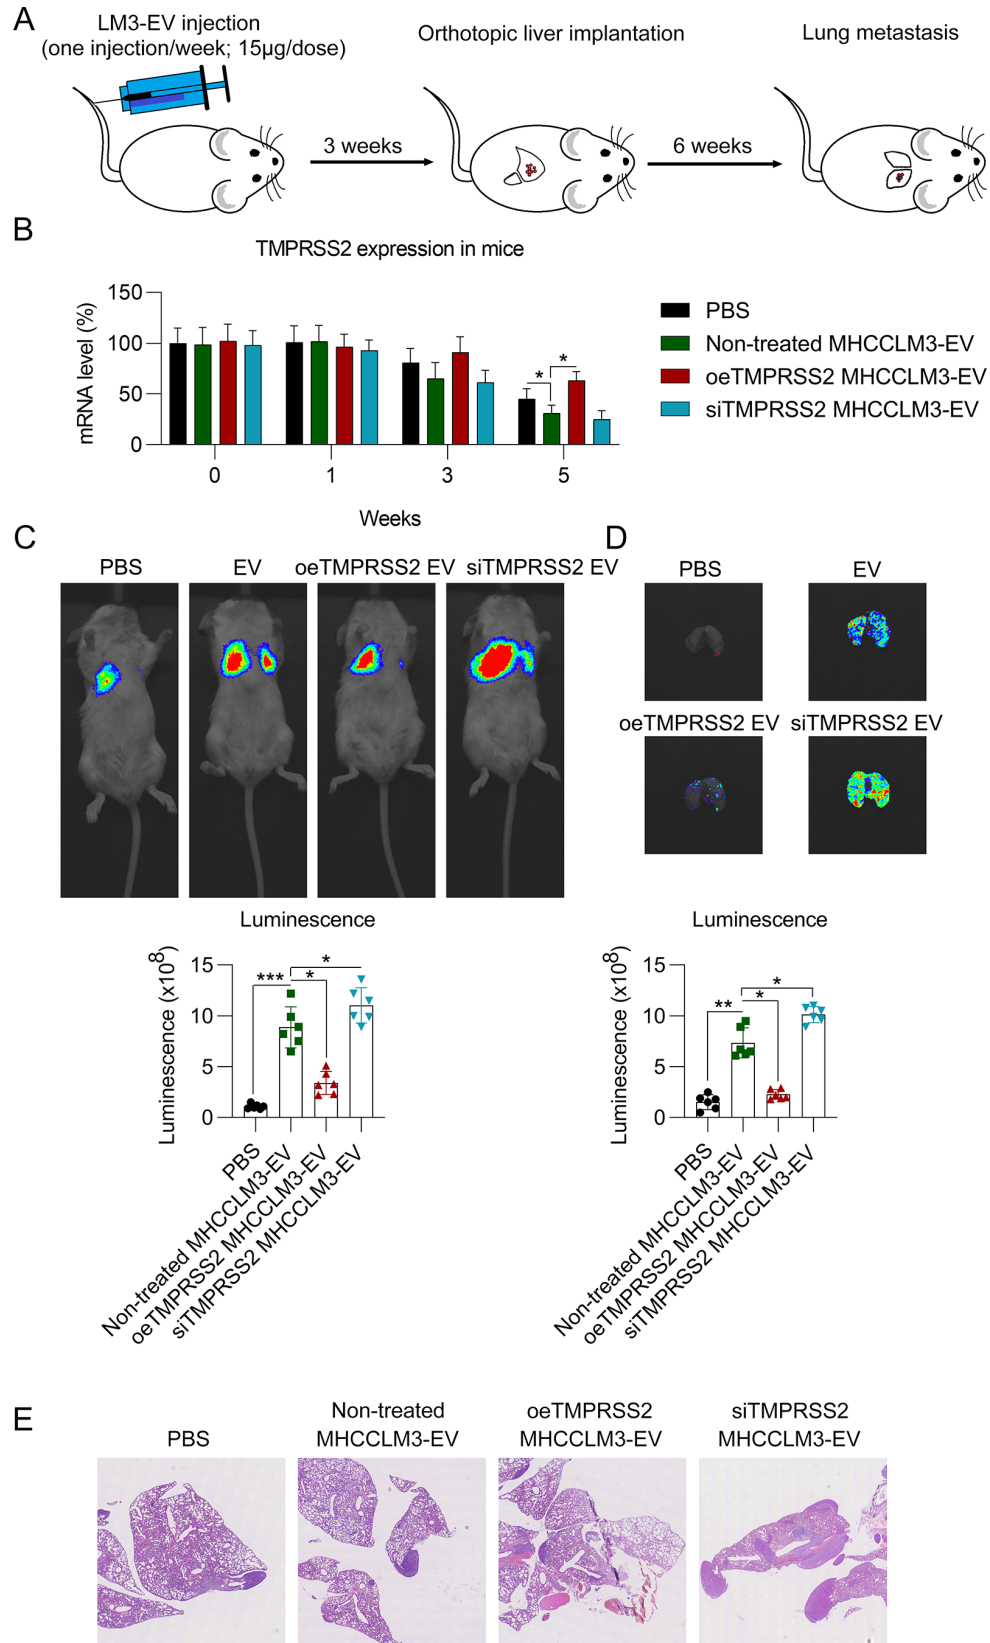 A
LM3-EV injection
(one injection/week; 15µg/dose)
Orthotopic liver implantation
Lung metastasis
3 weeks
6 weeks
B
TMPRSS2 expression in mice
mRNA level (%)
150
100
50
0
* *
0 1 3 5
Weeks
PBS
Non-treated MHCCLM3-EV
oeTMPRSS2 MHCCLM3-EV
siTMPRSS2 MHCCLM3-EV
C
PBS EV oeTMPRSS2 EV siTMPRSS2 EV
Luminescence
Luminescence (x108)
15
10
5
0
*** * *
PBS
Non-treated MHCCLM3-EV
oeTMPRSS2 MHCCLM3-EV
siTMPRSS2 MHCCLM3-EV
D
PBS EV
oeTMPRSS2 EV siTMPRSS2 EV
Luminescence
Luminescence (x108)
15
10
5
0
** * *
PBS
Non-treated MHCCLM3-EV
oeTMPRSS2 MHCCLM3-EV
siTMPRSS2 MHCCLM3-EV
E
PBS
Non-treated
MHCCLM3-EV
oeTMPRSS2
MHCCLM3-EV
siTMPRSS2
MHCCLM3-EV